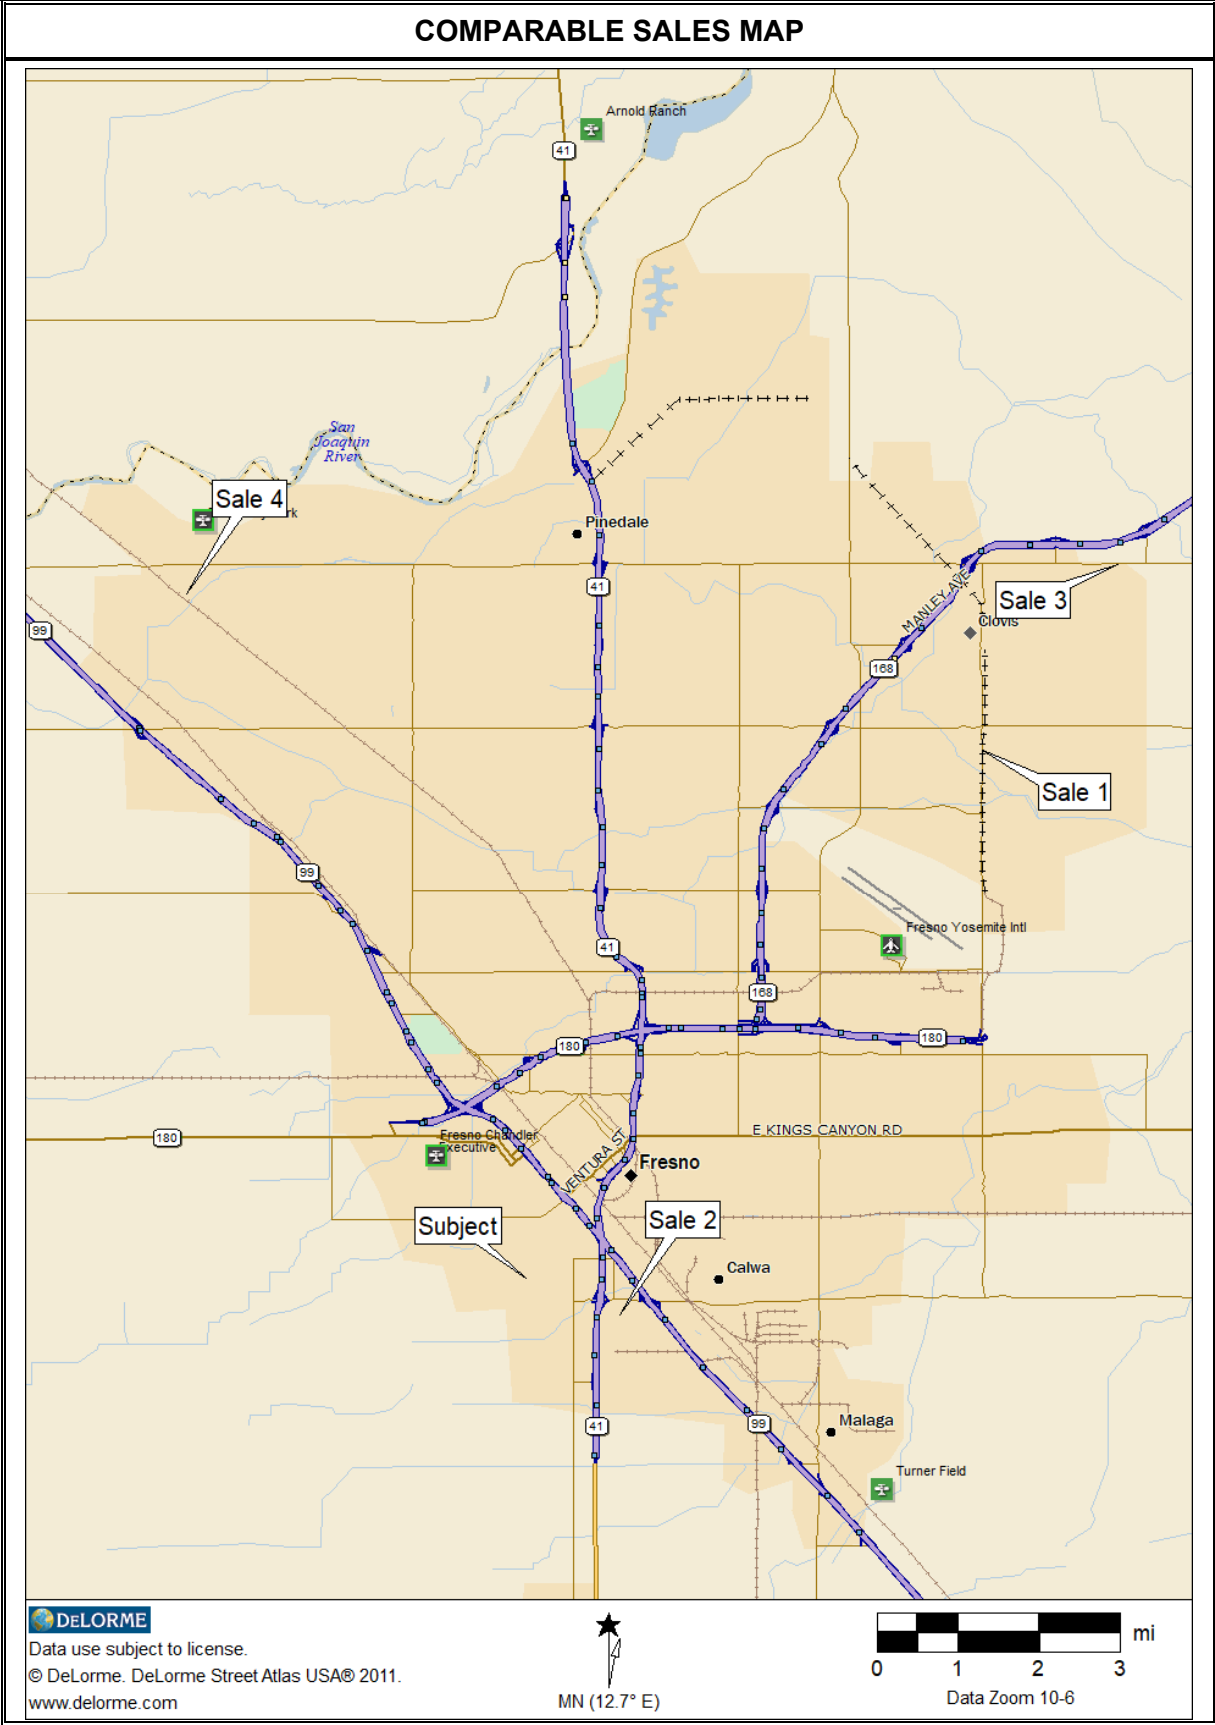 COMPARABLE SALES MAP
Arnold Ranch
41
San
Joaquin
River
Sale 4
rk
Pinedale
41
99
Sale 3
MANLEY AVE
Clovis
168
Sale 1
99
Fresno Yosemite Intl
41
168
180
180
180
E KINGS CANYON RD
Fresno Chandler
Executive
VENTURA ST
Fresno
Subject
Sale 2
Calwa
41
99
Malaga
Turner Field
DELORME
Data use subject to license.
© DeLorme. DeLorme Street Atlas USA® 2011.
www.delorme.com
MN (12.7° E)
mi
0 1 2 3
Data Zoom 10-6